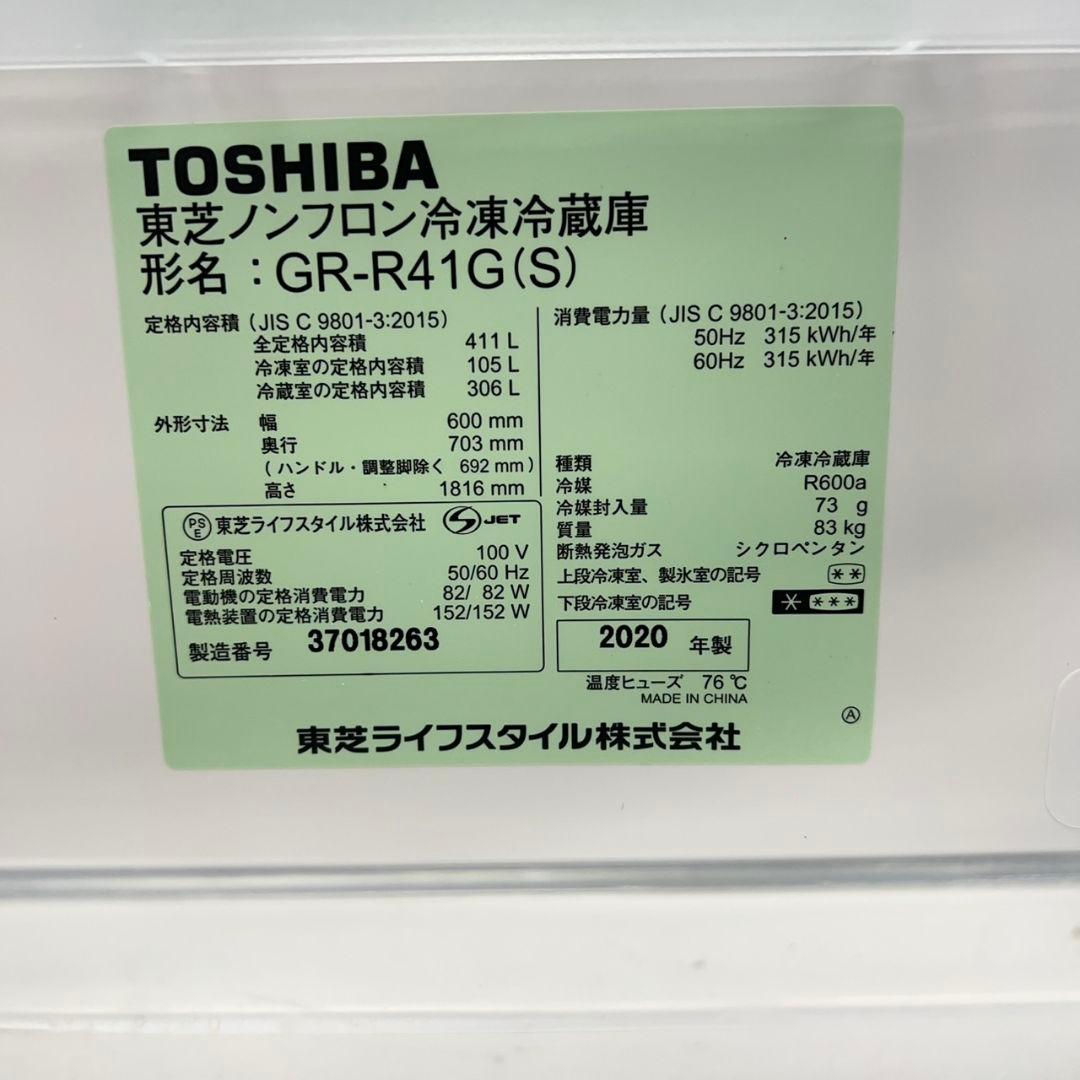 TOSHIBA
東芝ノンフロン冷凍冷蔵庫
形名：GR-R41G(S)
定格内容積 (JIS C 9801-3:2015)
全定格内容積 411 L
冷凍室の定格内容積 105 L
冷蔵室の定格内容積 306 L
外形寸法 幅 600 mm
奥行 703 mm
(ハンドル・調整脚除く 692 mm)
高さ 1816 mm
消費電力量 (JIS C 9801-3:2015)
50Hz 315 kWh/年
60Hz 315 kWh/年
種類 冷凍冷蔵庫
冷媒 R600a
冷媒封入量 73 g
質量 83 kg
断熱発泡ガス シクロペンタン
上段冷凍室、製氷室の記号 **
下段冷凍室の記号 * ***
PSE 東芝ライフスタイル株式会社 S JET
定格電圧 100 V
定格周波数 50/60 Hz
電動機の定格消費電力 82/ 82 W
電熱装置の定格消費電力 152/152 W
製造番号 37018263
2020 年製
温度ヒューズ 76 ℃
MADE IN CHINA
Ⓐ
東芝ライフスタイル株式会社